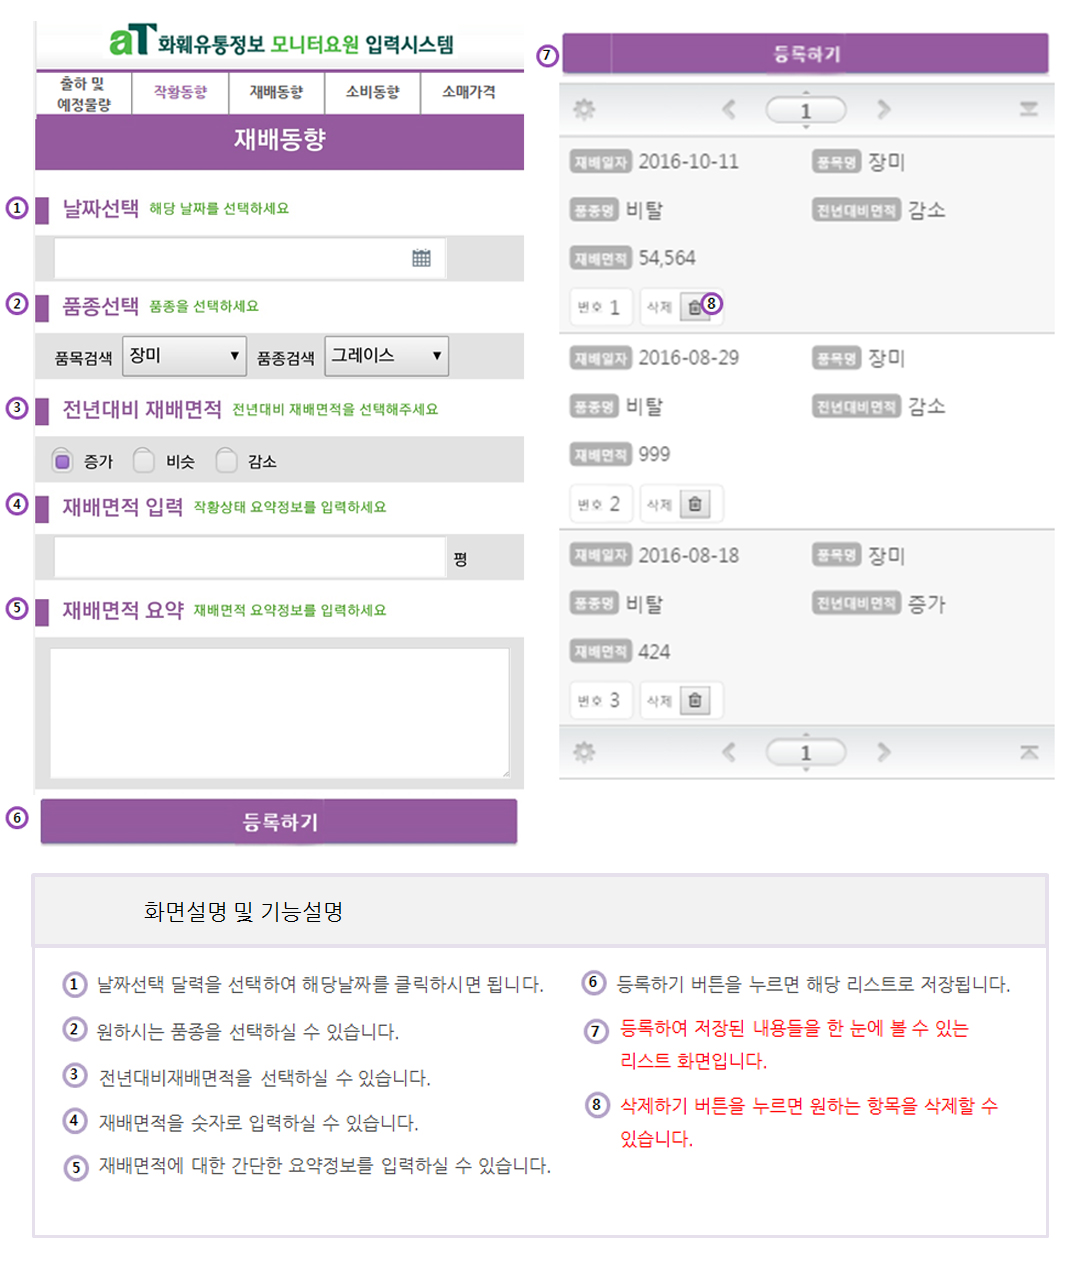 aT 화훼유통정보 모니터요원 입력시스템
출하 및
예정물량
작황동향
재배동향
소비동향
소매가격
재배동향
1 날짜선택 해당 날짜를 선택하세요
2 품종선택 품종을 선택하세요
품목검색 장미 ▼ 품종검색 그레이스 ▼
3 전년대비 재배면적 전년대비 재배면적을 선택해주세요
증가 비슷 감소
4 재배면적 입력 작황상태 요약정보를 입력하세요
평
5 재배면적 요약 재배면적 요약정보를 입력하세요
6 등록하기
7 등록하기
1
재배일자 2016-10-11 품목명 장미
품종명 비탈 전년대비면적 감소
재배면적 54,564
번호 1 삭제 8
재배일자 2016-08-29 품목명 장미
품종명 비탈 전년대비면적 감소
재배면적 999
번호 2 삭제
재배일자 2016-08-18 품목명 장미
품종명 비탈 전년대비면적 증가
재배면적 424
번호 3 삭제
1
화면설명 및 기능설명
1 날짜선택 달력을 선택하여 해당날짜를 클릭하시면 됩니다.
2 원하시는 품종을 선택하실 수 있습니다.
3 전년대비재배면적을 선택하실 수 있습니다.
4 재배면적을 숫자로 입력하실 수 있습니다.
5 재배면적에 대한 간단한 요약정보를 입력하실 수 있습니다.
6 등록하기 버튼을 누르면 해당 리스트로 저장됩니다.
7 등록하여 저장된 내용들을 한 눈에 볼 수 있는
리스트 화면입니다.
8 삭제하기 버튼을 누르면 원하는 항목을 삭제할 수
있습니다.